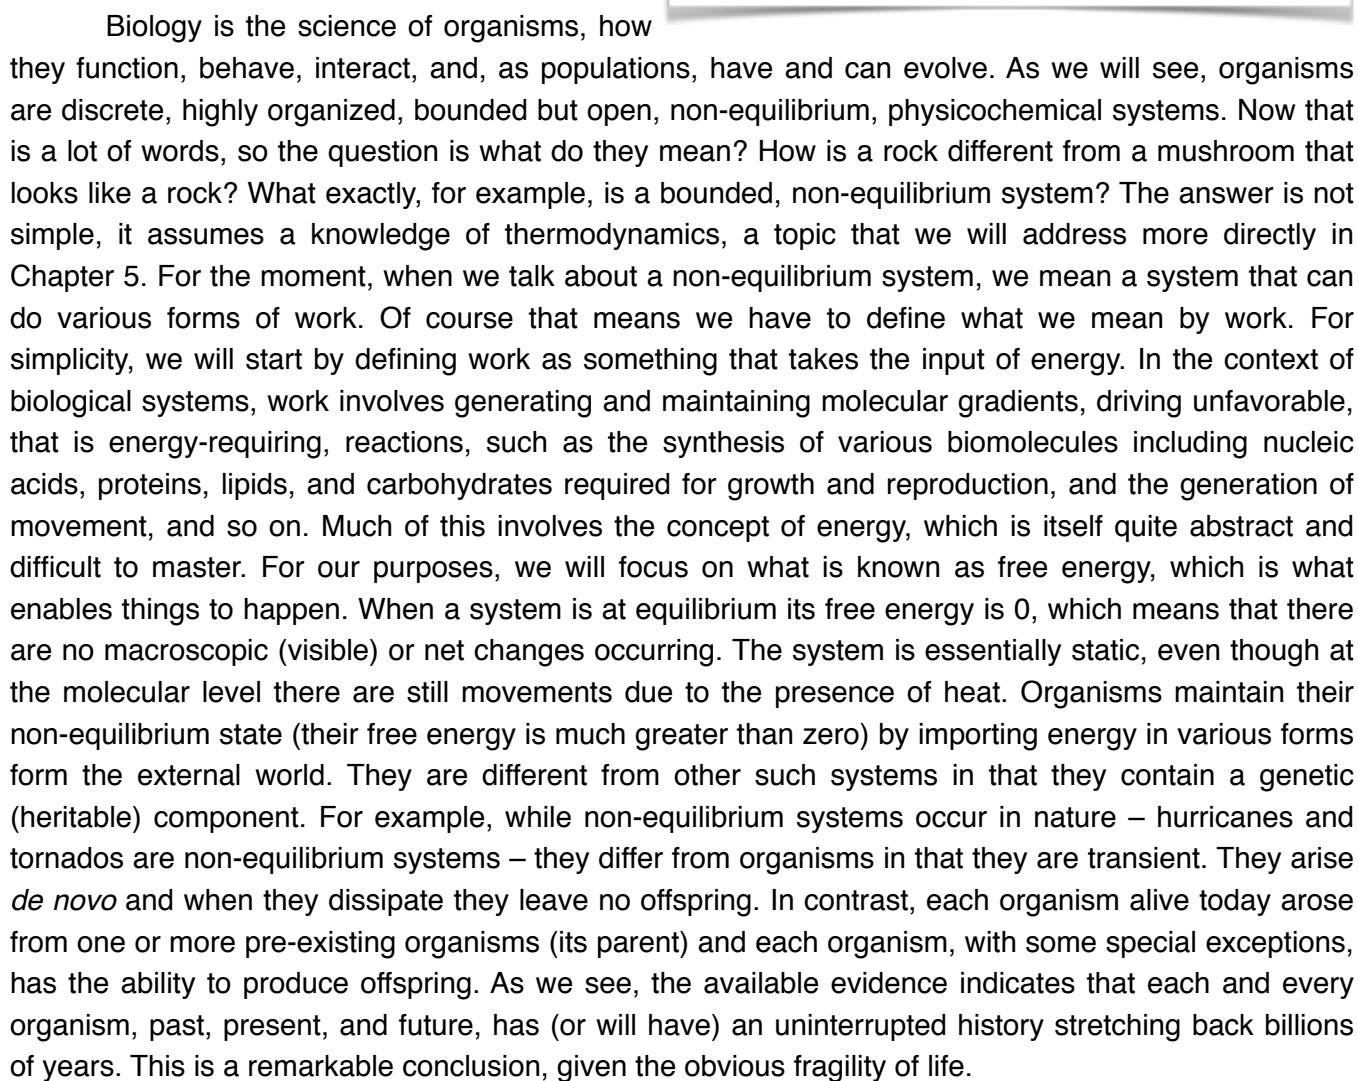 Biology is the science of organisms, how
they function, behave, interact, and, as populations, have and can evolve. As we will see, organisms
are discrete, highly organized, bounded but open, non-equilibrium, physicochemical systems. Now that
is a lot of words, so the question is what do they mean? How is a rock different from a mushroom that
looks like a rock? What exactly, for example, is a bounded, non-equilibrium system? The answer is not
simple, it assumes a knowledge of thermodynamics, a topic that we will address more directly in
Chapter 5. For the moment, when we talk about a non-equilibrium system, we mean a system that can
do various forms of work. Of course that means we have to define what we mean by work. For
simplicity, we will start by defining work as something that takes the input of energy. In the context of
biological systems, work involves generating and maintaining molecular gradients, driving unfavorable,
that is energy-requiring, reactions, such as the synthesis of various biomolecules including nucleic
acids, proteins, lipids, and carbohydrates required for growth and reproduction, and the generation of
movement, and so on. Much of this involves the concept of energy, which is itself quite abstract and
difficult to master. For our purposes, we will focus on what is known as free energy, which is what
enables things to happen. When a system is at equilibrium its free energy is 0, which means that there
are no macroscopic (visible) or net changes occurring. The system is essentially static, even though at
the molecular level there are still movements due to the presence of heat. Organisms maintain their
non-equilibrium state (their free energy is much greater than zero) by importing energy in various forms
form the external world. They are different from other such systems in that they contain a genetic
(heritable) component. For example, while non-equilibrium systems occur in nature – hurricanes and
tornados are non-equilibrium systems – they differ from organisms in that they are transient. They arise
de novo and when they dissipate they leave no offspring. In contrast, each organism alive today arose
from one or more pre-existing organisms (its parent) and each organism, with some special exceptions,
has the ability to produce offspring. As we see, the available evidence indicates that each and every
organism, past, present, and future, has (or will have) an uninterrupted history stretching back billions
of years. This is a remarkable conclusion, given the obvious fragility of life.